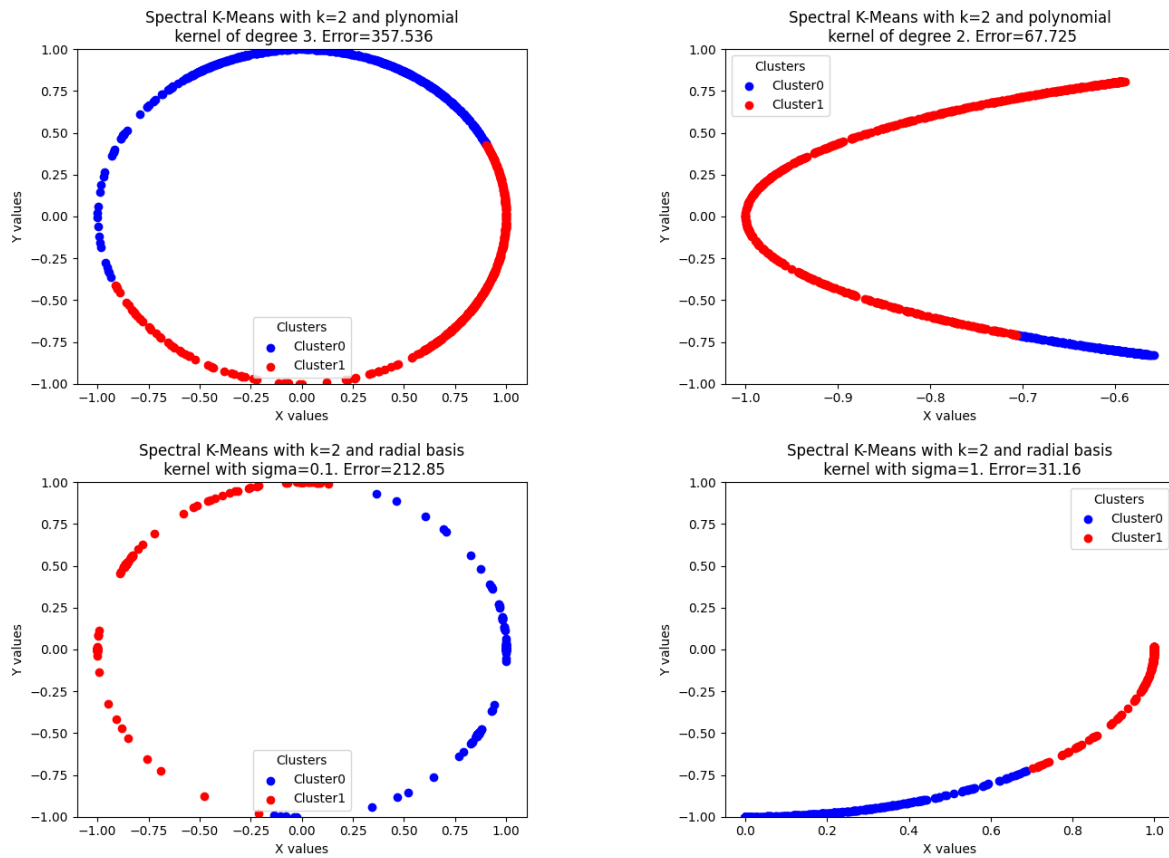 Spectral K-Means with k=2 and plynomial
kernel of degree 3. Error=357.536
1.00
0.75
0.50
0.25
0.00
−0.25
−0.50
−0.75
−1.00
Y values
Clusters
Cluster0
Cluster1
−1.00 −0.75 −0.50 −0.25 0.00 0.25 0.50 0.75 1.00
X values
Spectral K-Means with k=2 and polynomial
kernel of degree 2. Error=67.725
1.00
0.75
0.50
0.25
0.00
−0.25
−0.50
−0.75
−1.00
Y values
Clusters
Cluster0
Cluster1
−1.0 −0.9 −0.8 −0.7 −0.6
X values
Spectral K-Means with k=2 and radial basis
kernel with sigma=0.1. Error=212.85
1.00
0.75
0.50
0.25
0.00
−0.25
−0.50
−0.75
−1.00
Y values
Clusters
Cluster0
Cluster1
−1.00 −0.75 −0.50 −0.25 0.00 0.25 0.50 0.75 1.00
X values
Spectral K-Means with k=2 and radial basis
kernel with sigma=1. Error=31.16
1.00
0.75
0.50
0.25
0.00
−0.25
−0.50
−0.75
−1.00
Y values
Clusters
Cluster0
Cluster1
0.0 0.2 0.4 0.6 0.8 1.0
X values